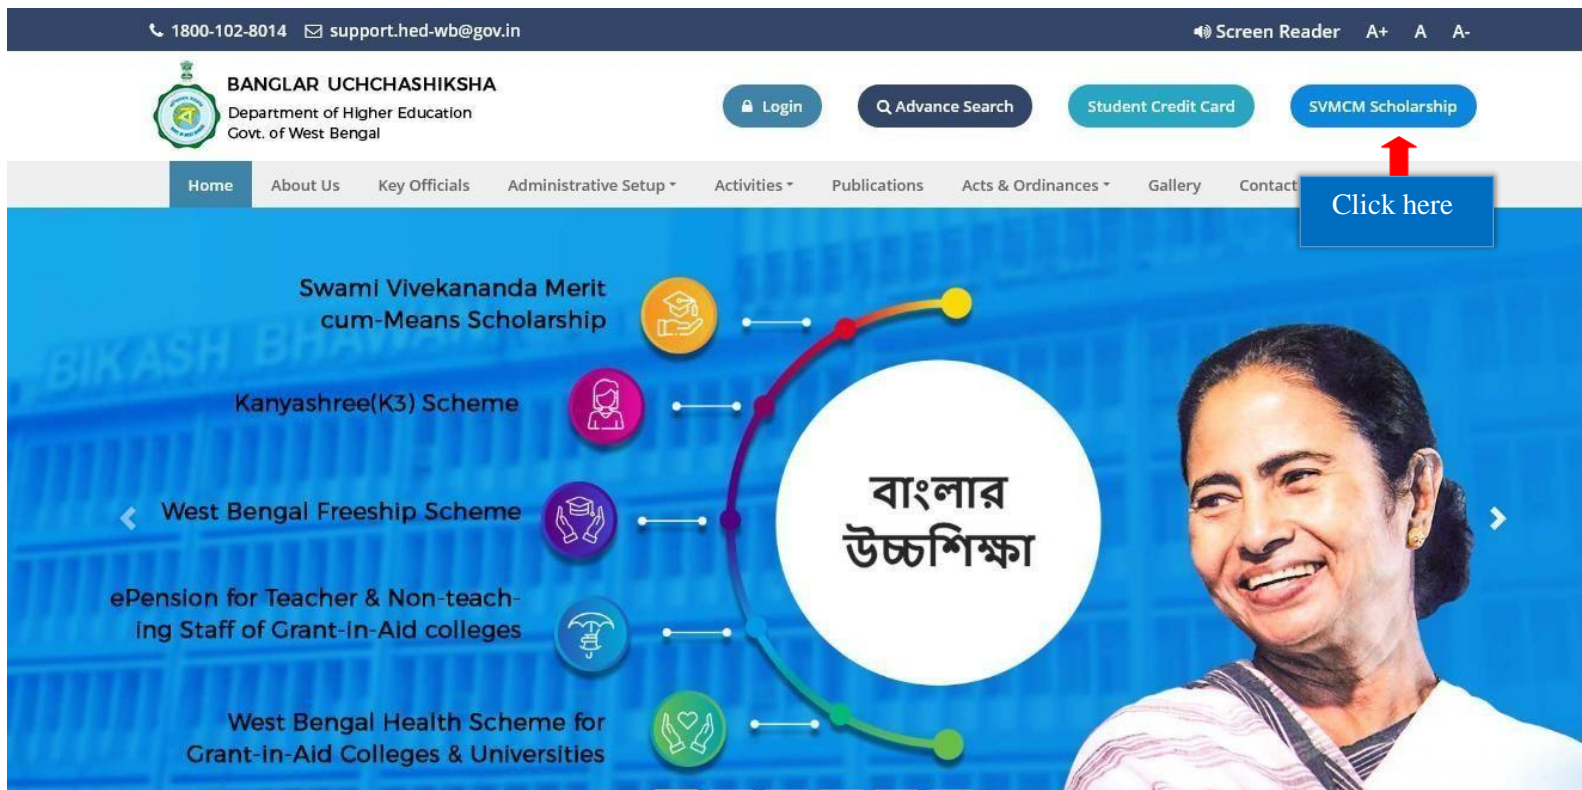 1800-102-8014 support.hed-wb@gov.in Screen Reader A+ A A-
BANGLAR UCHCHASHIKSHA
Department of Higher Education
Govt. of West Bengal
Login Advance Search Student Credit Card SVMCM Scholarship
Home About Us Key Officials Administrative Setup Activities Publications Acts & Ordinances Gallery Contact
Click here
Swami Vivekananda Merit
cum-Means Scholarship
BIKASH BHAWAN
Kanyashree(K3) Scheme
West Bengal Freeship Scheme
বাংলার
উচ্চশিক্ষা
ePension for Teacher & Non-teach-
ing Staff of Grant-in-Aid colleges
West Bengal Health Scheme for
Grant-in-Aid Colleges & Universities